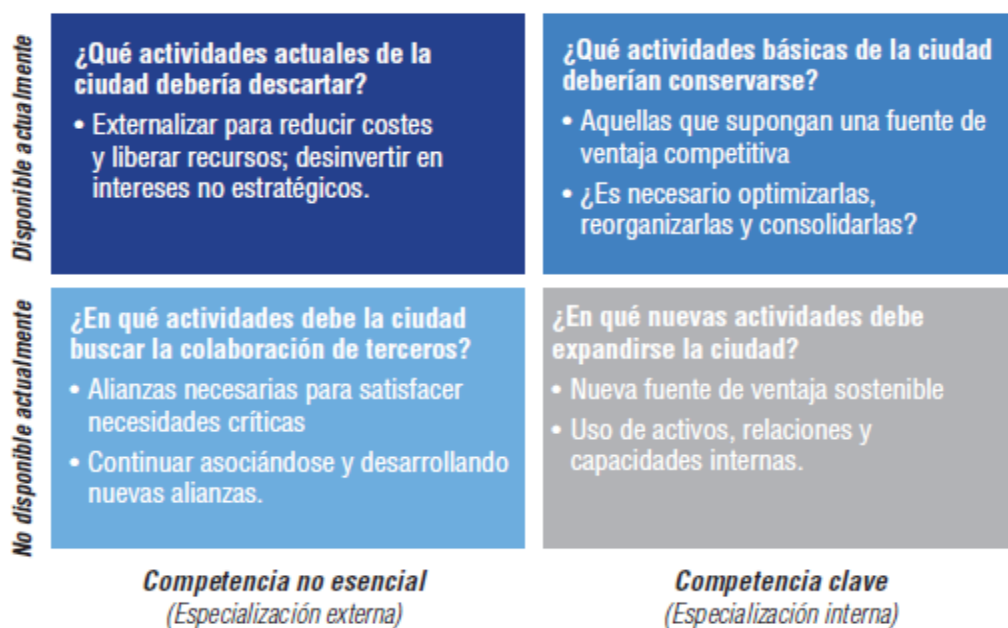 Disponible actualmente
¿Qué actividades actuales de la
ciudad debería descartar?
• Externalizar para reducir costes
y liberar recursos; desinvertir en
intereses no estratégicos.
¿Qué actividades básicas de la ciudad
deberían conservarse?
• Aquellas que supongan una fuente de
ventaja competitiva
• ¿Es necesario optimizarlas,
reorganizarlas y consolidarlas?
No disponible actualmente
¿En qué actividades debe la ciudad
buscar la colaboración de terceros?
• Alianzas necesarias para satisfacer
necesidades críticas
• Continuar asociándose y desarrollando
nuevas alianzas.
¿En qué nuevas actividades debe
expandirse la ciudad?
• Nueva fuente de ventaja sostenible
• Uso de activos, relaciones y
capacidades internas.
Competencia no esencial
(Especialización externa)
Competencia clave
(Especialización interna)